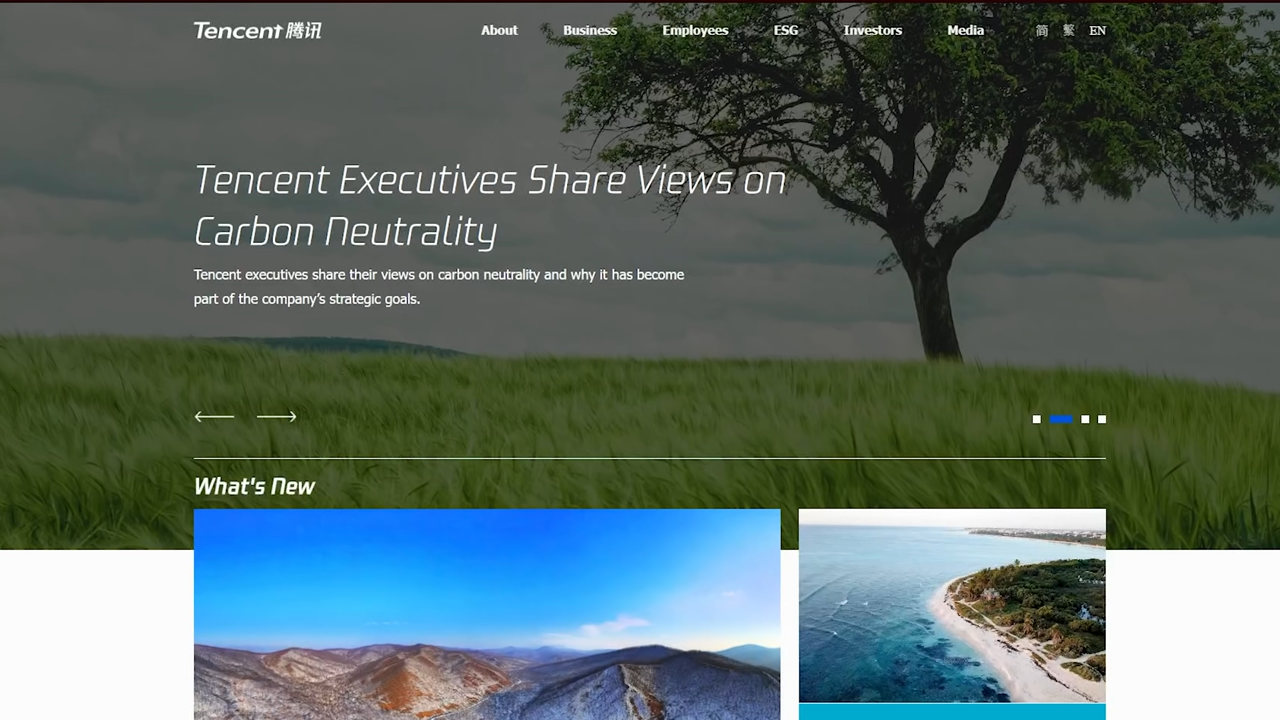 Tencent 腾讯
About Business Employees ESG Investors Media 简 繁 EN
Tencent Executives Share Views on
Carbon Neutrality
Tencent executives share their views on carbon neutrality and why it has become
part of the company’s strategic goals.
What's New